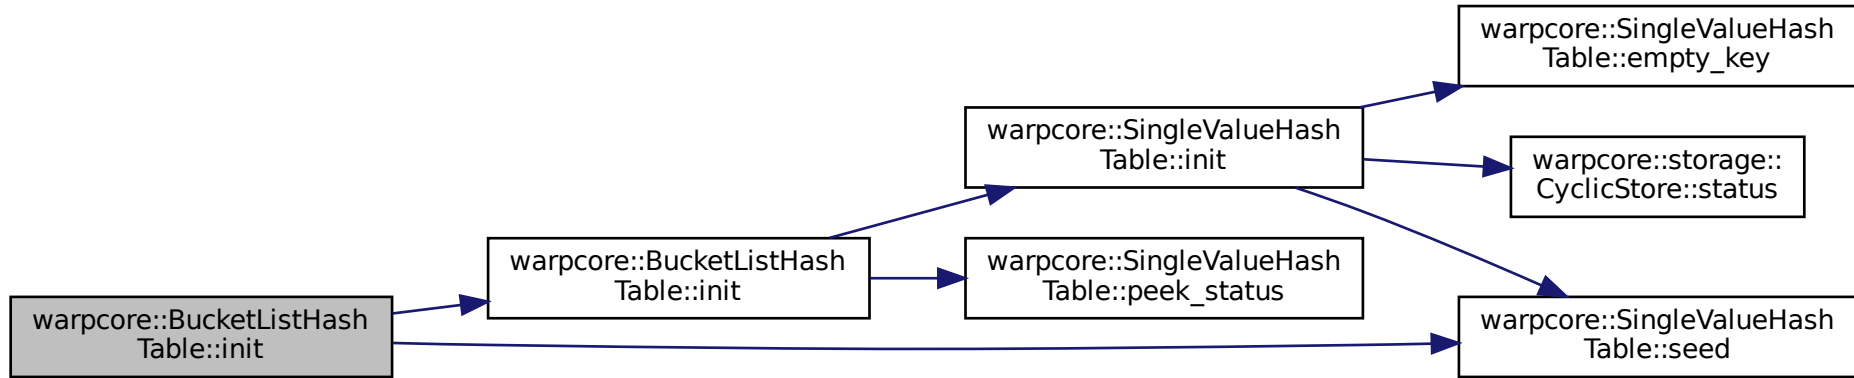 warpcore::BucketListHash
Table::init
warpcore::BucketListHash
Table::init
warpcore::SingleValueHash
Table::init
warpcore::SingleValueHash
Table::peek_status
warpcore::SingleValueHash
Table::empty_key
warpcore::storage::
CyclicStore::status
warpcore::SingleValueHash
Table::seed